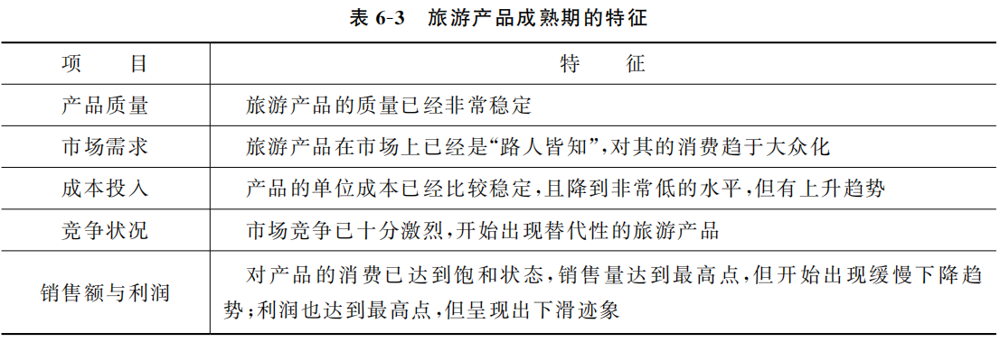 表 6-3 旅游产品成熟期的特征
项 目 特 征
产品质量 旅游产品的质量已经非常稳定
市场需求 旅游产品在市场上已经是“路人皆知”,对其的消费趋于大众化
成本投入 产品的单位成本已经比较稳定,且降到非常低的水平,但有上升趋势
竞争状况 市场竞争已十分激烈,开始出现替代性的旅游产品
销售额与利润 对产品的消费已达到饱和状态,销售量达到最高点,但开始出现缓慢下降趋
势;利润也达到最高点,但呈现出下滑迹象